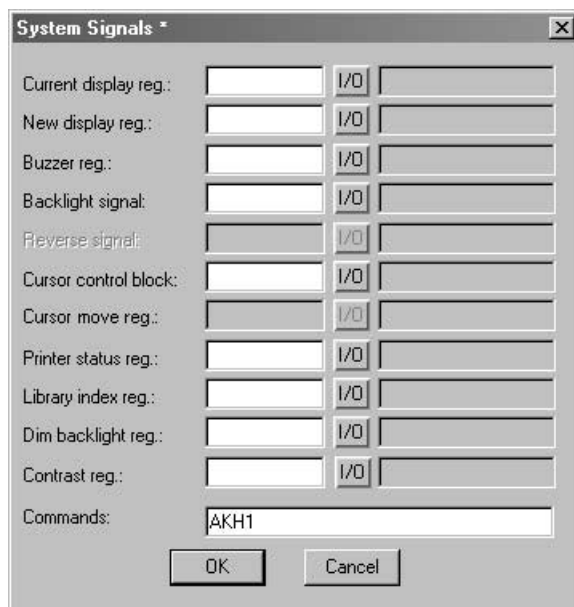 System Signals *
Current display reg.: I/O
New display reg.: I/O
Buzzer reg.: I/O
Backlight signal: I/O
Reverse signal: I/O
Cursor control block: I/O
Cursor move reg.: I/O
Printer status reg.: I/O
Library index reg.: I/O
Dim backlight reg.: I/O
Contrast reg.: I/O
Commands: AKH1
OK Cancel